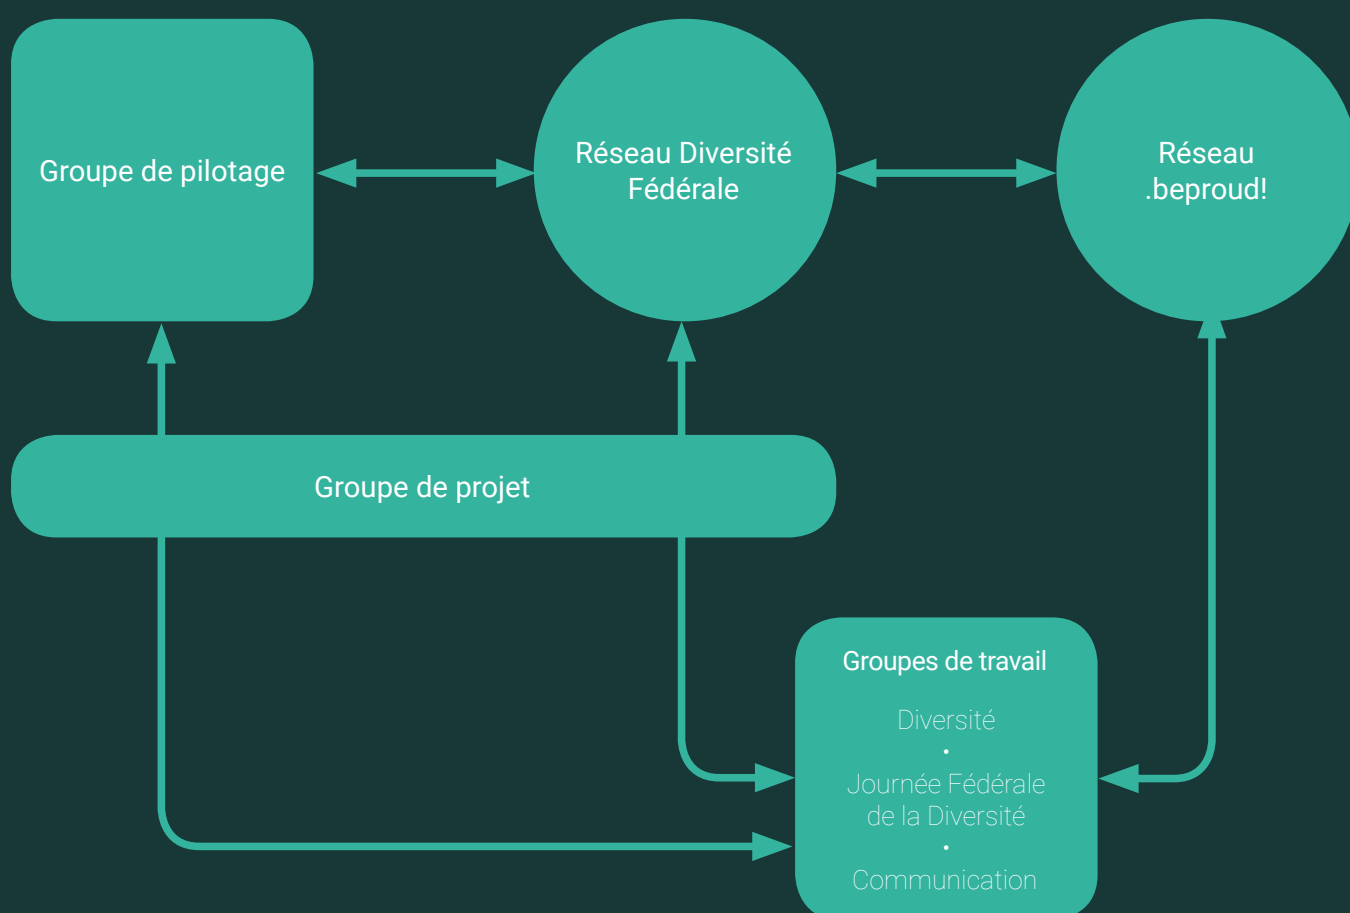 Groupe de pilotage
Réseau Diversité
Fédérale
Réseau
.beproud!
Groupe de projet
Groupes de travail
Diversité
•
Journée Fédérale
de la Diversité
•
Communication